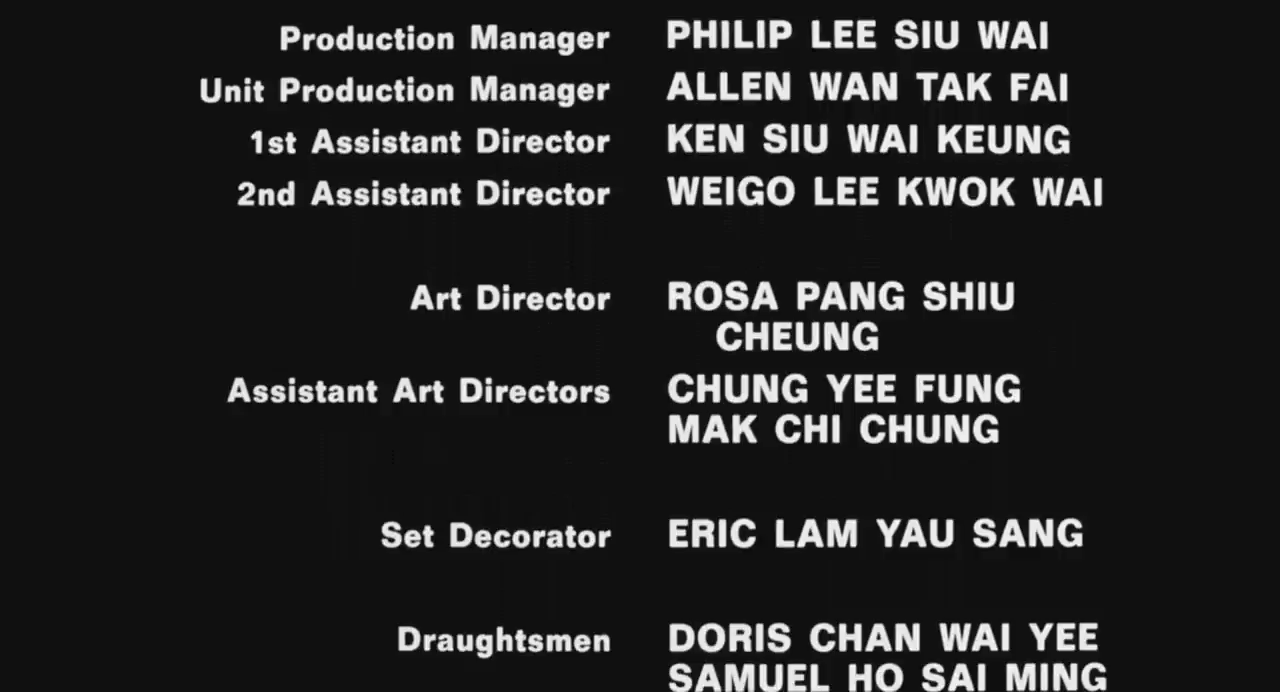 Production Manager PHILIP LEE SIU WAI
Unit Production Manager ALLEN WAN TAK FAI
1st Assistant Director KEN SIU WAI KEUNG
2nd Assistant Director WEIGO LEE KWOK WAI
Art Director ROSA PANG SHIU
CHEUNG
Assistant Art Directors CHUNG YEE FUNG
MAK CHI CHUNG
Set Decorator ERIC LAM YAU SANG
Draughtsmen DORIS CHAN WAI YEE
SAMUEL HO SAI MING